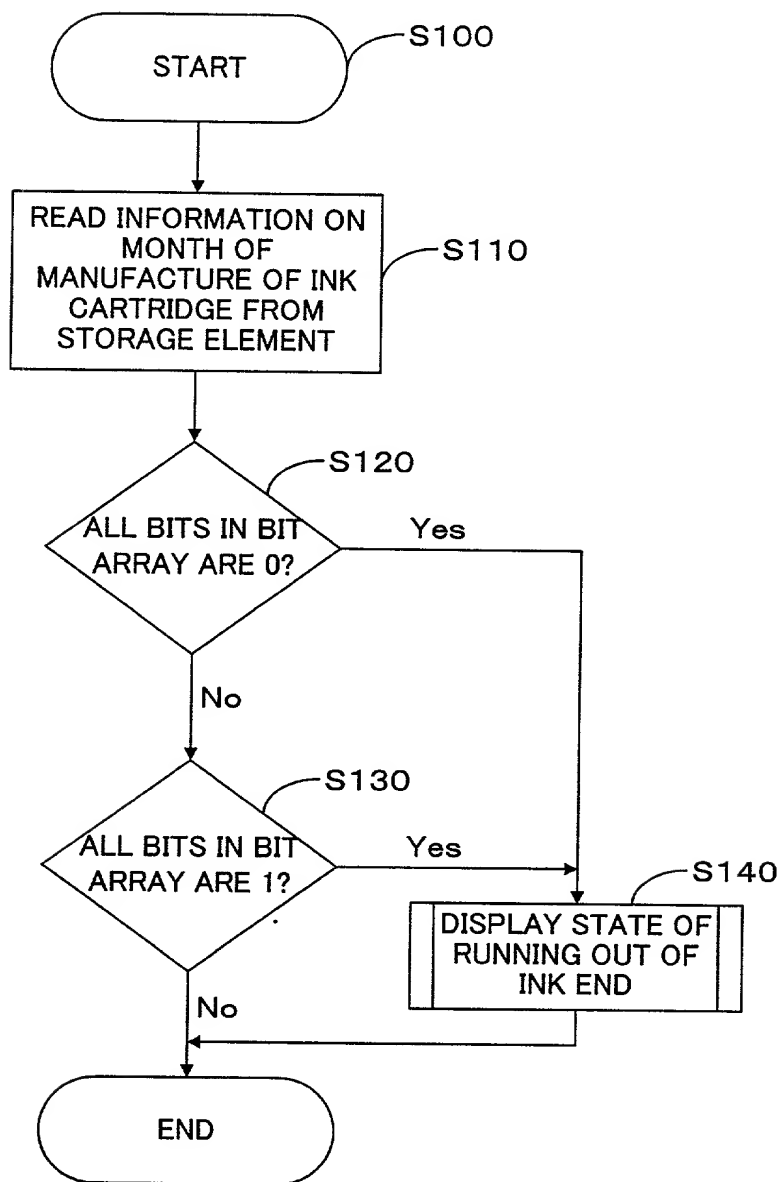 START
S100
READ INFORMATION ON
MONTH OF
MANUFACTURE OF INK
CARTRIDGE FROM
STORAGE ELEMENT
S110
S120
ALL BITS IN BIT
ARRAY ARE 0?
Yes
No
S130
ALL BITS IN BIT
ARRAY ARE 1?
Yes
S140
DISPLAY STATE OF
RUNNING OUT OF
INK END
No
END